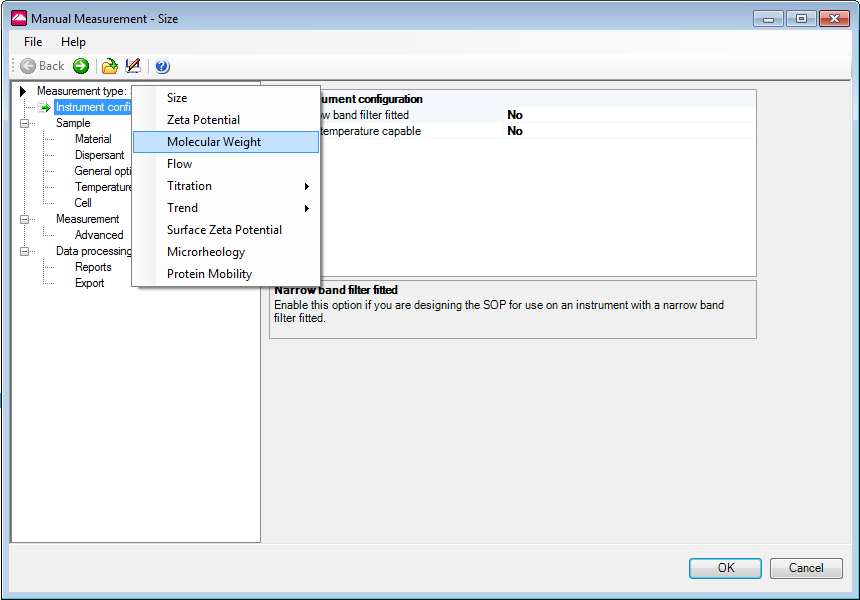 Manual Measurement - Size
File Help
Back
Measurement type:
Instrument confi
Sample
Material
Dispersant
General opti
Temperature
Cell
Measurement
Advanced
Data processing
Reports
Export
Size
Zeta Potential
Molecular Weight
Flow
Titration
Trend
Surface Zeta Potential
Microrheology
Protein Mobility
ument configuration
w band filter fitted No
temperature capable No
Narrow band filter fitted
Enable this option if you are designing the SOP for use on an instrument with a narrow band
filter fitted.
OK Cancel